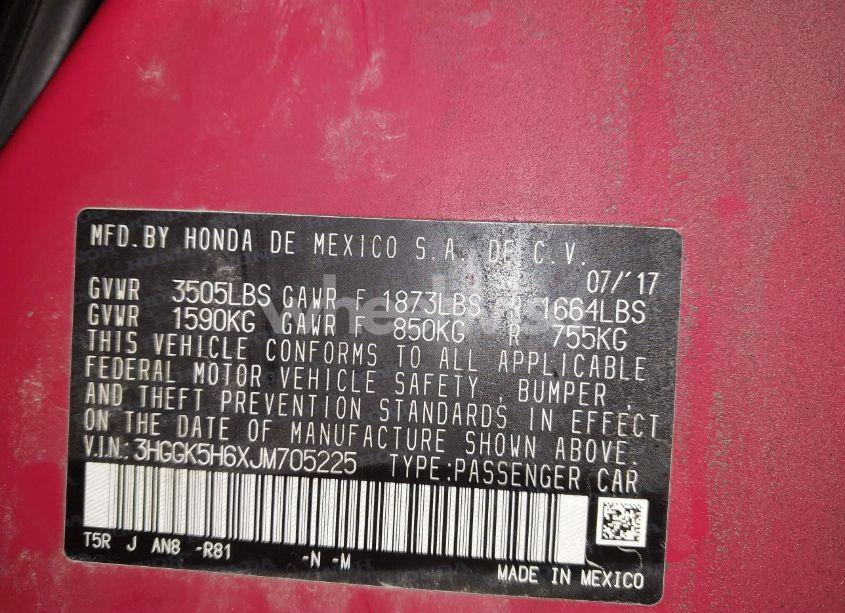 MFD.BY HONDA DE MEXICO S.A. DE C.V.
07/'17
GVWR 3505LBS GAWR F 1873LBS R 1664LBS
GVWR 1590KG GAWR F 850KG R 755KG
THIS VEHICLE CONFORMS TO ALL APPLICABLE
FEDERAL MOTOR VEHICLE SAFETY, BUMPER,
AND THEFT PREVENTION STANDARDS IN EFFECT
ON THE DATE OF MANUFACTURE SHOWN ABOVE.
V.I.N:3HGGK5H6XJM705225 TYPE:PASSENGER CAR
T5R J AN8 -R81 -N -M
MADE IN MEXICO